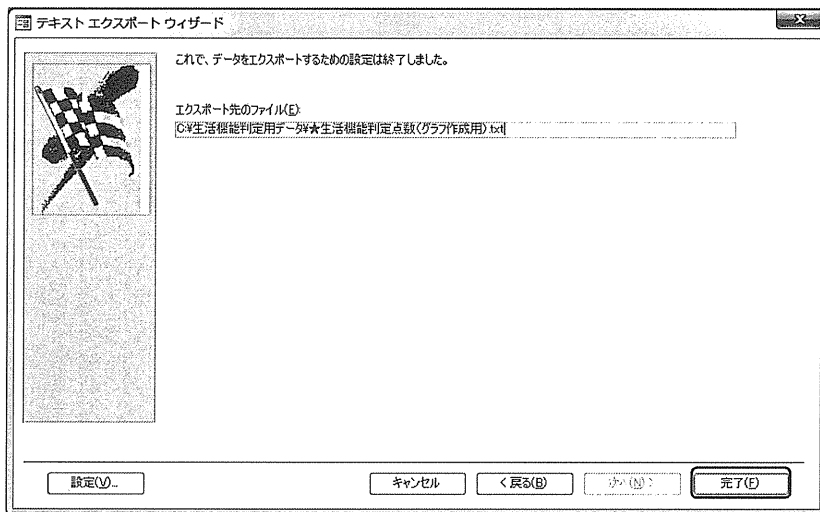 テキスト エクスポート ウィザード
これで、データをエクスポートするための設定は終了しました。
エクスポート先のファイル(E):
C:¥生活機能判定用データ¥★生活機能判定点数(グラフ作成用).txt
設定(V)...
キャンセル
< 戻る(B)
次へ(N) >
完了(F)